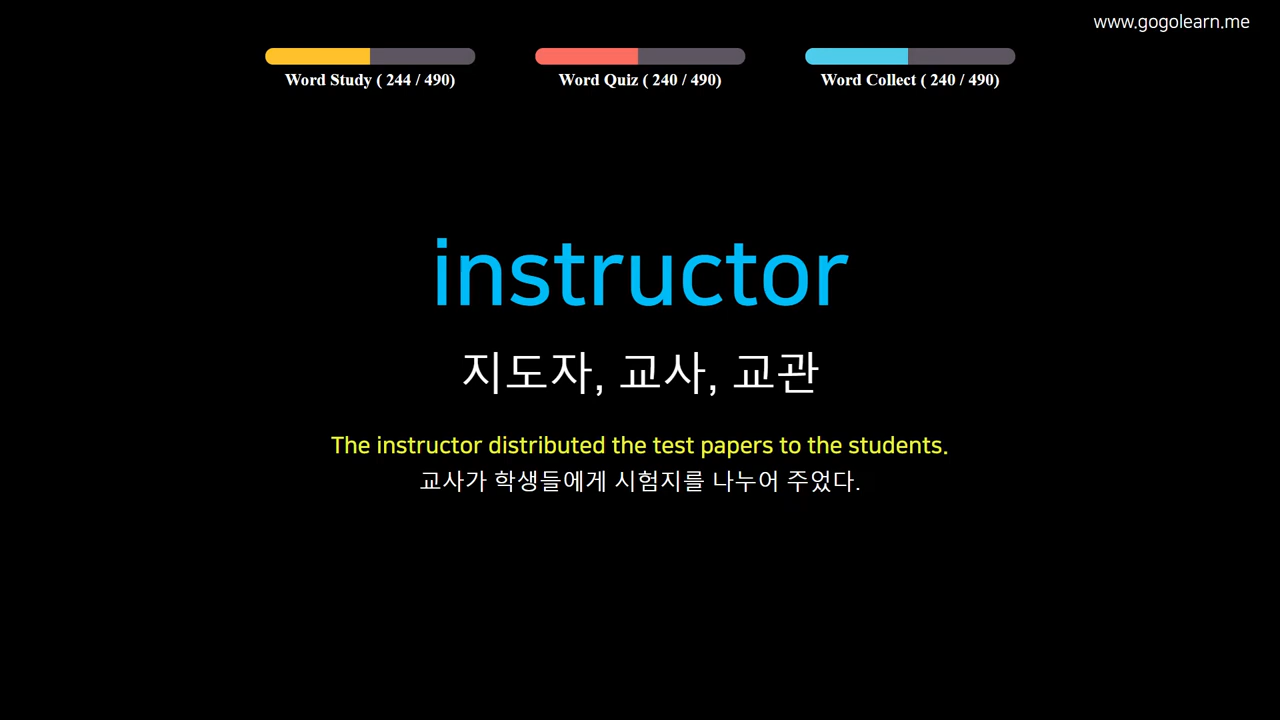 www.gogolearn.me
Word Study ( 244 / 490)
Word Quiz ( 240 / 490)
Word Collect ( 240 / 490)
instructor
지도자, 교사, 교관
The instructor distributed the test papers to the students.
교사가 학생들에게 시험지를 나누어 주었다.